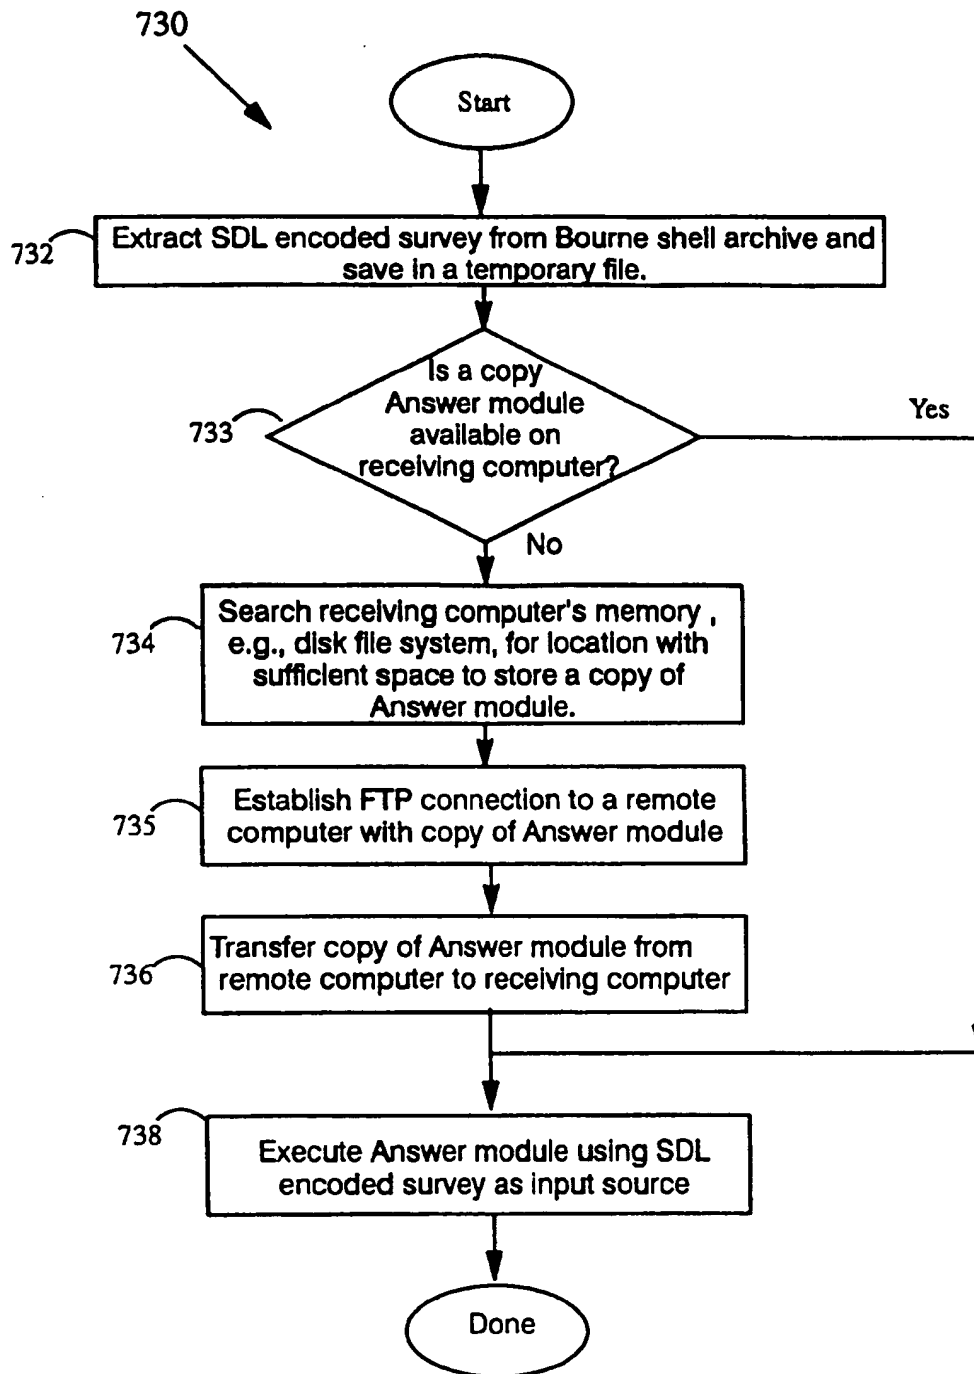 730
Start
732
Extract SDL encoded survey from Bourne shell archive and
save in a temporary file.
Is a copy
Answer module
available on
receiving computer?
733
Yes
No
734
Search receiving computer's memory ,
e.g., disk file system, for location with
sufficient space to store a copy of
Answer module.
735
Establish FTP connection to a remote
computer with copy of Answer module
736
Transfer copy of Answer module from
remote computer to receiving computer
738
Execute Answer module using SDL
encoded survey as input source
Done